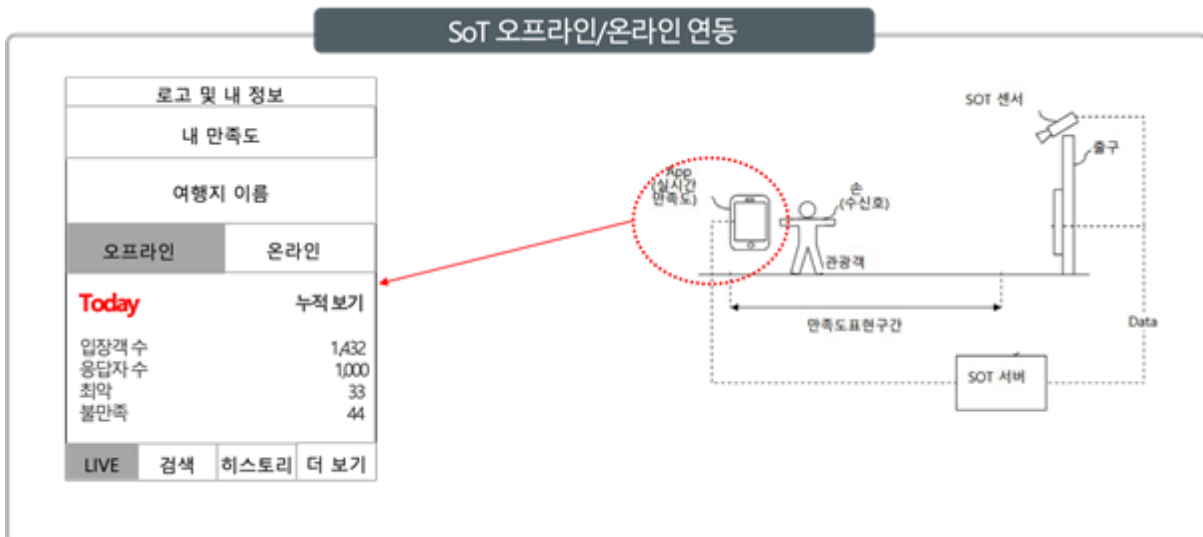 SoT 오프라인/온라인 연동
로고 및 내 정보
내 만족도
여행지 이름
오프라인 온라인
Today 누적 보기
입장객 수 1,432
응답자 수 1,000
최악 33
불만족 44
LIVE 검색 히스토리 더 보기
SOT 센서
출구
App
(실시간
만족도)
손
(수신호)
관광객
만족도표현구간
Data
SOT 서버